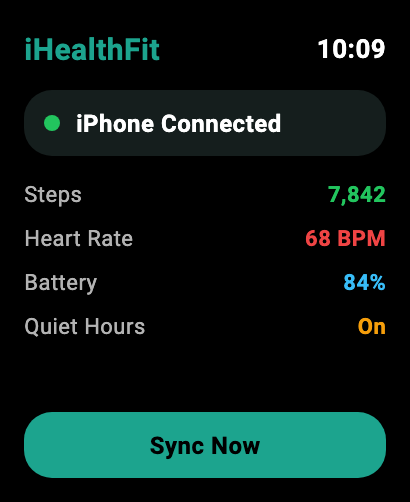 iHealthFit 10:09
iPhone Connected
Steps 7,842
Heart Rate 68 BPM
Battery 84%
Quiet Hours On
Sync Now